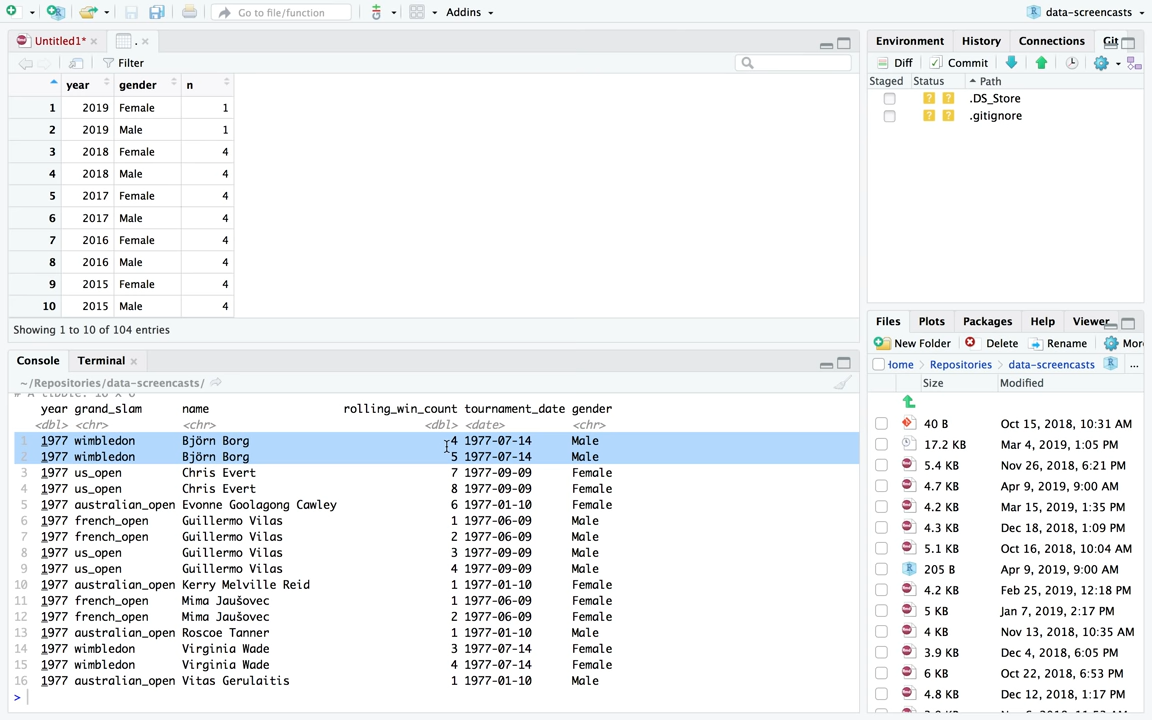 Go to file/function
Addins
data-screencasts
Untitled1*
.
Filter
year gender n
1 2019 Female 1
2 2019 Male 1
3 2018 Female 4
4 2018 Male 4
5 2017 Female 4
6 2017 Male 4
7 2016 Female 4
8 2016 Male 4
9 2015 Female 4
10 2015 Male 4
Showing 1 to 10 of 104 entries
Console Terminal
~/Repositories/data-screencasts/
# A tibble: 16 x 6
year grand_slam name rolling_win_count tournament_date gender
<dbl> <chr> <chr> <dbl> <date> <chr>
1 1977 wimbledon Björn Borg 4 1977-07-14 Male
2 1977 wimbledon Björn Borg 5 1977-07-14 Male
3 1977 us_open Chris Evert 7 1977-09-09 Female
4 1977 us_open Chris Evert 8 1977-09-09 Female
5 1977 australian_open Evonne Goolagong Cawley 6 1977-01-10 Female
6 1977 french_open Guillermo Vilas 1 1977-06-09 Male
7 1977 french_open Guillermo Vilas 2 1977-06-09 Male
8 1977 us_open Guillermo Vilas 3 1977-09-09 Male
9 1977 us_open Guillermo Vilas 4 1977-09-09 Male
10 1977 australian_open Kerry Melville Reid 1 1977-01-10 Female
11 1977 french_open Mima Jaušovec 1 1977-06-09 Female
12 1977 french_open Mima Jaušovec 2 1977-06-09 Female
13 1977 australian_open Roscoe Tanner 1 1977-01-10 Male
14 1977 wimbledon Virginia Wade 3 1977-07-14 Female
15 1977 wimbledon Virginia Wade 4 1977-07-14 Female
16 1977 australian_open Vitas Gerulaitis 1 1977-01-10 Male
>
Environment History Connections Git
Diff Commit
Staged Status Path
? ? .DS_Store
? ? .gitignore
Files Plots Packages Help Viewer
New Folder Delete Rename More
Home Repositories data-screencasts ...
Size Modified
40 B Oct 15, 2018, 10:31 AM
17.2 KB Mar 4, 2019, 1:05 PM
5.4 KB Nov 26, 2018, 6:21 PM
4.7 KB Apr 9, 2019, 9:00 AM
4.2 KB Mar 15, 2019, 1:35 PM
4.3 KB Dec 18, 2018, 1:09 PM
5.1 KB Oct 16, 2018, 10:04 AM
205 B Apr 9, 2019, 9:00 AM
4.2 KB Feb 25, 2019, 12:18 PM
5 KB Jan 7, 2019, 2:17 PM
4 KB Nov 13, 2018, 10:35 AM
3.9 KB Dec 4, 2018, 6:05 PM
6 KB Oct 22, 2018, 6:53 PM
4.8 KB Dec 12, 2018, 1:17 PM